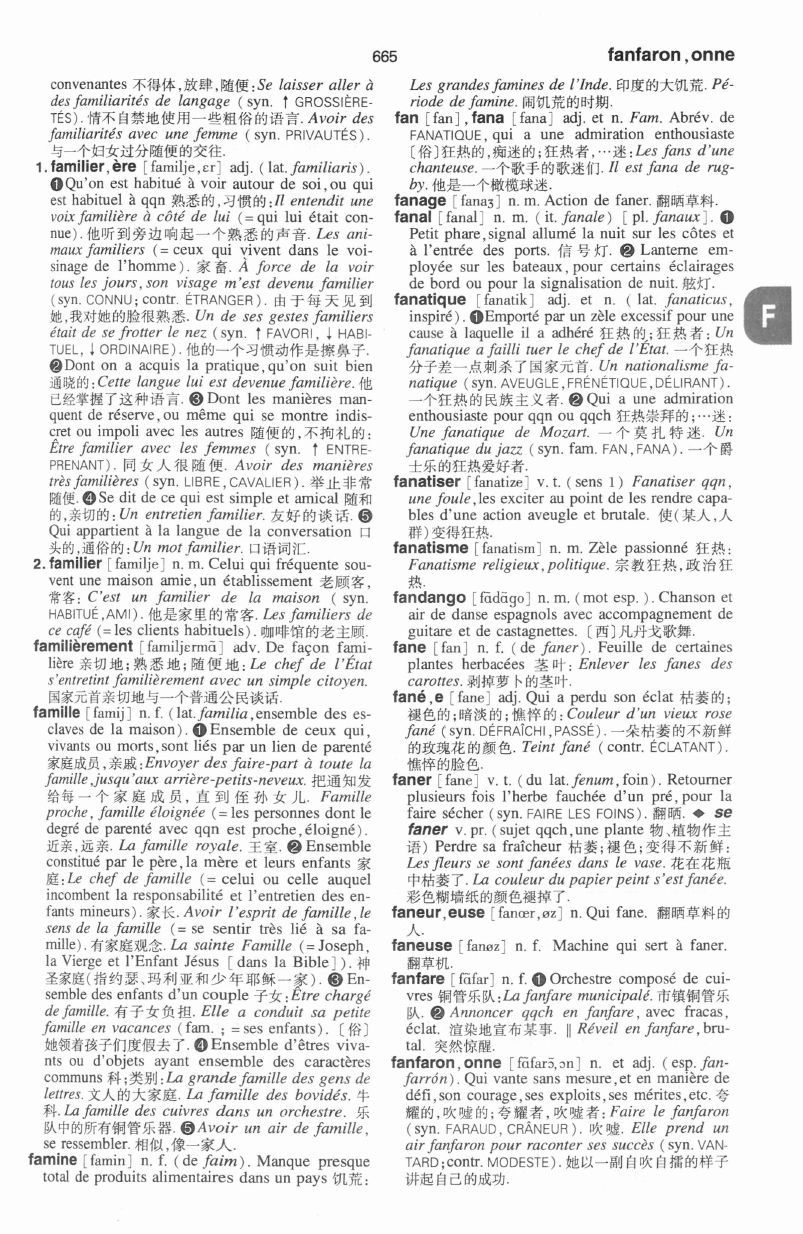 665
fanfaron,onne
convenantes 不得体,放肆,随便:Se laisser aller à
des familiarités de langage ( syn. ↑ GROSSIÈRE-
TÉS). 情不自禁地使用一些粗俗的语言. Avoir des
familiarités avec une femme ( syn. PRIVAUTÉS).
与一个妇女过分随便的交往.
1. familier,ère [familje,ɛr] adj. (lat. familiaris).
❶Qu'on est habitué à voir autour de soi,ou qui
est habituel à qqn 熟悉的,习惯的:Il entendit une
voix familière à côté de lui (= qui lui était con-
nue). 他听到旁边响起一个熟悉的声音. Les ani-
maux familiers (= ceux qui vivent dans le voi-
sinage de l'homme). 家畜. À force de la voir
tous les jours,son visage m'est devenu familier
(syn. CONNU; contr. ÉTRANGER). 由于每天见到
她,我对她的脸很熟悉. Un de ses gestes familiers
était de se frotter le nez (syn. ↑ FAVORI, ↓ HABI-
TUEL,↓ ORDINAIRE). 他的一个习惯动作是擦鼻子.
❷Dont on a acquis la pratique,qu'on suit bien
通晓的:Cette langue lui est devenue familière. 他
已经掌握了这种语言. ❸ Dont les manières man-
quent de réserve,ou même qui se montre indis-
cret ou impoli avec les autres 随便的,不拘礼的:
Être familier avec les femmes ( syn. ↑ ENTRE-
PRENANT). 同女人很随便. Avoir des manières
très familières (syn. LIBRE,CAVALIER). 举止非常
随便. ❹Se dit de ce qui est simple et amical 随和
的,亲切的:Un entretien familier. 友好的谈话. ❺
Qui appartient à la langue de la conversation 口
头的,通俗的:Un mot familier. 口语词汇.
2. familier [familje] n. m. Celui qui fréquente sou-
vent une maison amie,un établissement 老顾客,
常客: C'est un familier de la maison ( syn.
HABITUÉ,AMI). 他是家里的常客. Les familiers de
ce café (= les clients habituels). 咖啡馆的老主顾.
familièrement [familjɛrmɑ̃] adv. De façon fami-
lière 亲切地;熟悉地;随便地:Le chef de l'État
s'entretint familièrement avec un simple citoyen.
国家元首亲切地与一个普通公民谈话.
famille [famij] n. f. (lat. familia,ensemble des es-
claves de la maison). ❶Ensemble de ceux qui,
vivants ou morts,sont liés par un lien de parenté
家庭成员,亲戚:Envoyer des faire-part à toute la
famille,jusqu'aux arrière-petits-neveux. 把通知发
给每一个家庭成员,直到侄孙女儿. Famille
proche, famille éloignée (= les personnes dont le
degré de parenté avec qqn est proche,éloigné).
近亲,远亲. La famille royale. 王室. ❷Ensemble
constitué par le père,la mère et leurs enfants 家
庭:Le chef de famille (= celui ou celle auquel
incombent la responsabilité et l'entretien des en-
fants mineurs). 家长. Avoir l'esprit de famille,le
sens de la famille (= se sentir très lié à sa fa-
mille). 有家庭观念. La sainte Famille (=Joseph,
la Vierge et l'Enfant Jésus [dans la Bible]). 神
圣家庭(指约瑟、玛利亚和少年耶稣一家). ❸ En-
semble des enfants d'un couple 子女:Être chargé
de famille. 有子女负担. Elle a conduit sa petite
famille en vacances (fam. ; = ses enfants). 〔俗〕
她领着孩子们度假去了. ❹ Ensemble d'êtres viva-
nts ou d'objets ayant ensemble des caractères
communs 科;类别:La grande famille des gens de
lettres. 文人的大家庭. La famille des bovidés. 牛
科. La famille des cuivres dans un orchestre. 乐
队中的所有铜管乐器. ❺Avoir un air de famille,
se ressembler. 相似,像一家人.
famine [famin] n. f. (de faim). Manque presque
total de produits alimentaires dans un pays 饥荒:
Les grandes famines de l'Inde. 印度的大饥荒. Pé-
riode de famine. 闹饥荒的时期.
fan [fan],fana [fana] adj. et n. Fam. Abrév. de
FANATIQUE, qui a une admiration enthousiaste
〔俗〕狂热的,痴迷的;狂热者,…迷:Les fans d'une
chanteuse. 一个歌手的歌迷们. Il est fana de rug-
by. 他是一个橄榄球迷.
fanage [fanaʒ] n. m. Action de faner. 翻晒草料.
fanal [fanal] n. m. (it. fanale) [pl. fanaux]. ❶
Petit phare,signal allumé la nuit sur les côtes et
à l'entrée des ports. 信号灯. ❷ Lanterne em-
ployée sur les bateaux, pour certains éclairages
de bord ou pour la signalisation de nuit. 舷灯.
fanatique [fanatik] adj. et n. ( lat. fanaticus,
inspiré). ❶Emporté par un zèle excessif pour une
cause à laquelle il a adhéré 狂热的;狂热者: Un
fanatique a failli tuer le chef de l'État. 一个狂热
分子差一点刺杀了国家元首. Un nationalisme fa-
natique (syn. AVEUGLE,FRÉNÉTIQUE,DÉLIRANT).
一个狂热的民族主义者. ❷ Qui a une admiration
enthousiaste pour qqn ou qqch 狂热崇拜的;…迷:
Une fanatique de Mozart. 一个莫扎特迷. Un
fanatique du jazz (syn. fam. FAN,FANA). 一个爵
士乐的狂热爱好者.
fanatiser [fanatize] v. t. (sens 1) Fanatiser qqn,
une foule,les exciter au point de les rendre capa-
bles d'une action aveugle et brutale. 使(某人,人
群)变得狂热.
fanatisme [fanatism] n. m. Zèle passionné 狂热:
Fanatisme religieux,politique. 宗教狂热,政治狂
热.
fandango [fɑ̃dɑ̃go] n. m. (mot esp.). Chanson et
air de danse espagnols avec accompagnement de
guitare et de castagnettes. 〔西〕凡丹戈歌舞.
fane [fan] n. f. (de faner). Feuille de certaines
plantes herbacées 茎叶: Enlever les fanes des
carottes. 剥掉萝卜的茎叶.
fané,e [fane] adj. Qui a perdu son éclat 枯萎的;
褪色的;暗淡的;憔悴的:Couleur d'un vieux rose
fané (syn. DÉFRAÎCHI,PASSÉ). 一朵枯萎的不新鲜
的玫瑰花的颜色. Teint fané (contr. ÉCLATANT).
憔悴的脸色.
faner [fane] v. t. (du lat. fenum,foin). Retourner
plusieurs fois l'herbe fauchée d'un pré, pour la
faire sécher (syn. FAIRE LES FOINS). 翻晒. ◆ se
faner v. pr. (sujet qqch,une plante 物、植物作主
语) Perdre sa fraîcheur 枯萎;褪色;变得不新鲜:
Les fleurs se sont fanées dans le vase. 花在花瓶
中枯萎了. La couleur du papier peint s'est fanée.
彩色糊墙纸的颜色褪掉了.
faneur,euse [fanœr,øz] n. Qui fane. 翻晒草料的
人.
faneuse [fanøz] n. f. Machine qui sert à faner.
翻草机.
fanfare [fɑ̃far] n. f. ❶ Orchestre composé de cui-
vres 铜管乐队:La fanfare municipalé. 市镇铜管乐
队. ❷ Annoncer qqch en fanfare, avec fracas,
éclat. 渲染地宣布某事. ‖ Réveil en fanfare,bru-
tal. 突然惊醒.
fanfaron,onne [fɑ̃farɔ̃,ɔn] n. et adj. (esp. fan-
farrón). Qui vante sans mesure,et en manière de
défi,son courage,ses exploits,ses mérites,etc. 夸
耀的,吹嘘的;夸耀者,吹嘘者:Faire le fanfaron
(syn. FARAUD,CRÂNEUR). 吹嘘. Elle prend un
air fanfaron pour raconter ses succès (syn. VAN-
TARD;contr. MODESTE). 她以一副自吹自擂的样子
讲起自己的成功.
F